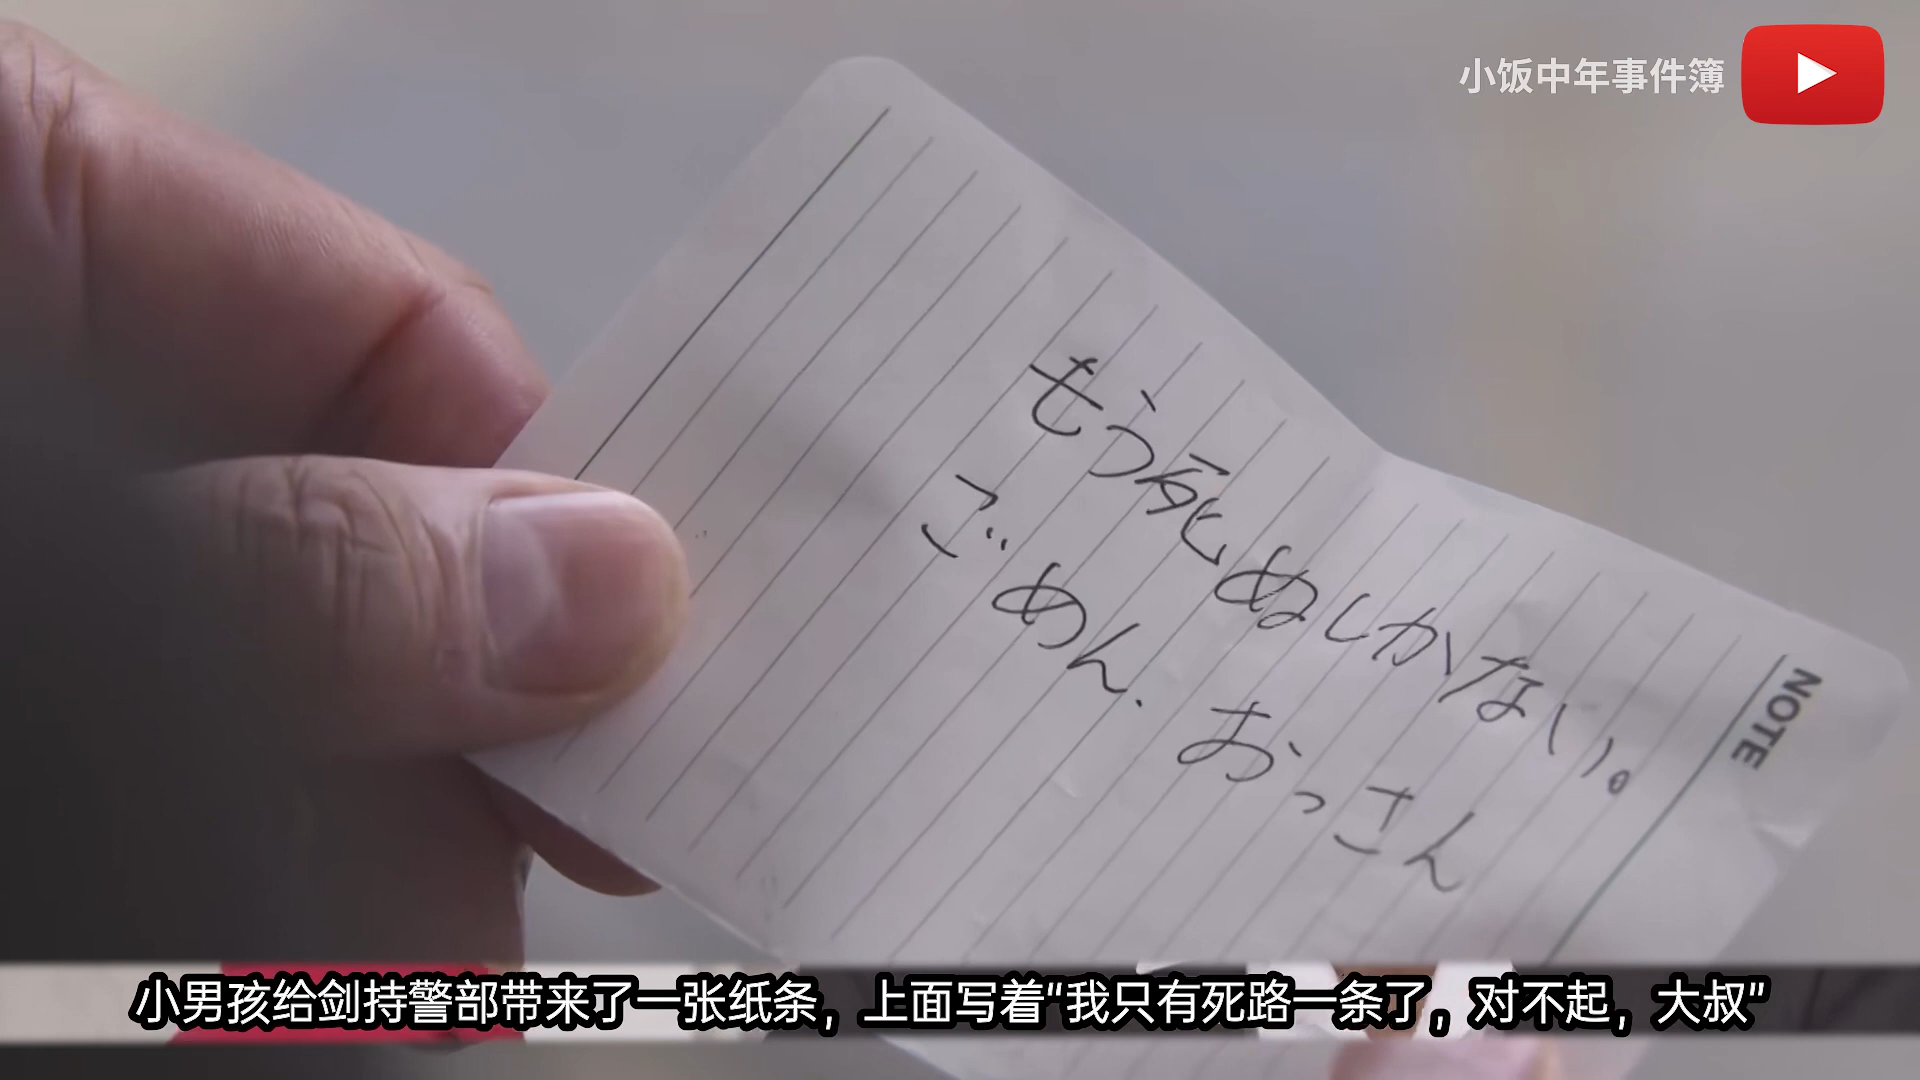 小饭中年事件簿
NOTE
もう死ぬしかない。
ごめん、おっさん
小男孩给剑持警部带来了一张纸条，上面写着“我只有死路一条了，对不起，大叔”